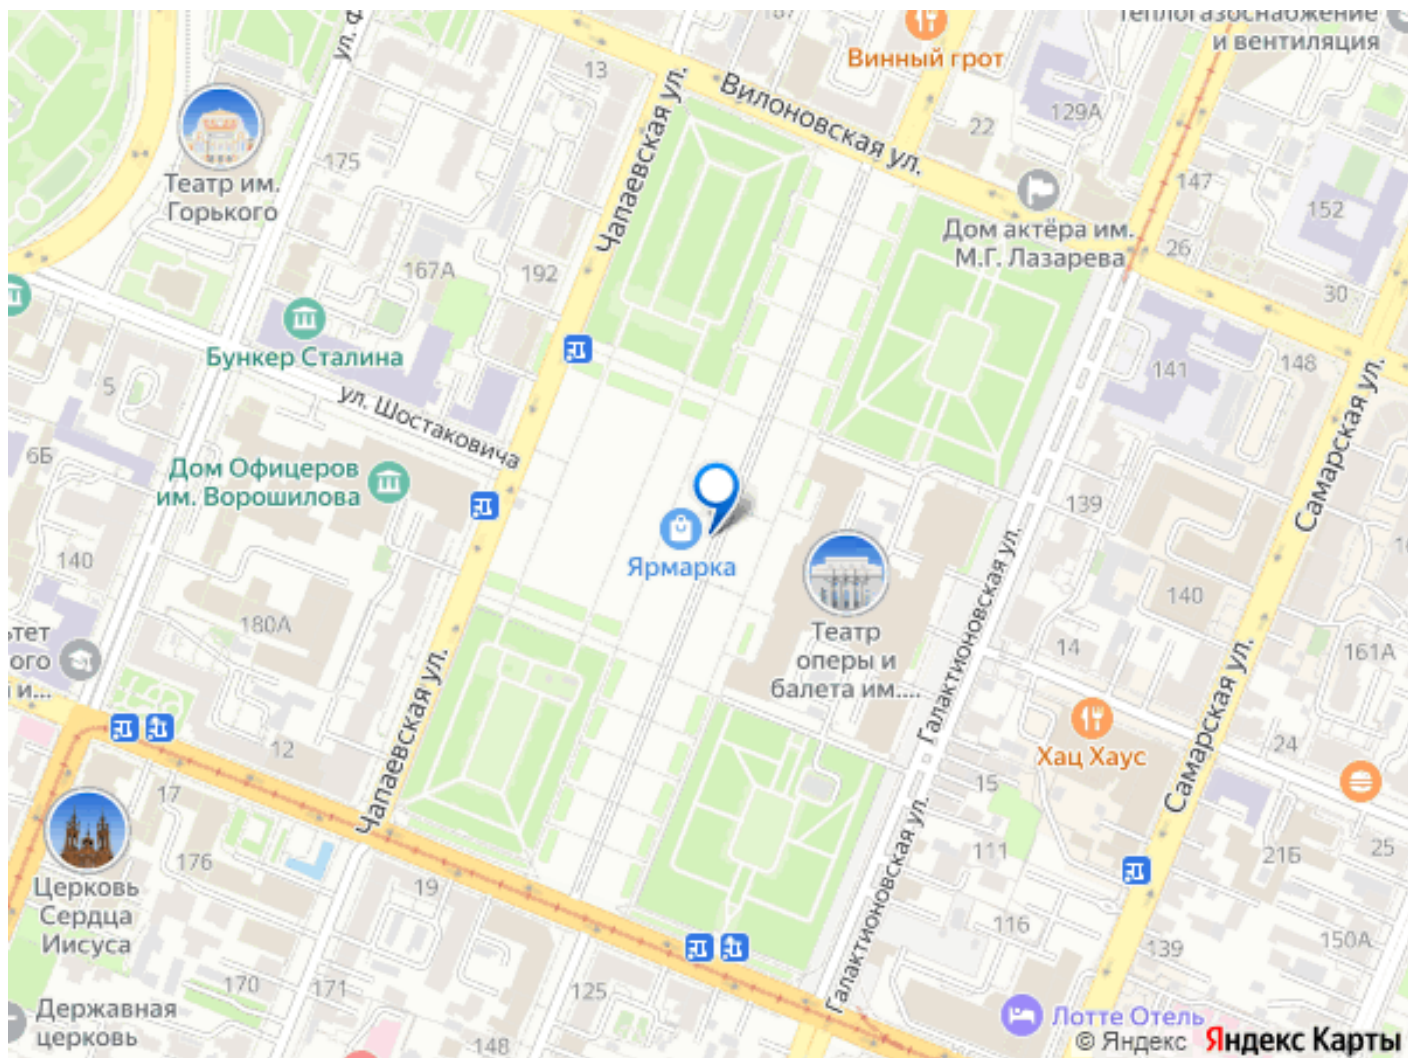 187
теплогазоснабжение
и вентиляция
Винный грот
13
Вилоновская ул.
129А
22
Чапаевская ул.
175
Театр им.
Горького
147
152
Дом актёра им.
М.Г. Лазарева
26
167А
192
30
Бункер Сталина
148
141
5
ул. Шостаковича
Самарская ул.
6Б
Дом Офицеров
им. Ворошилова
139
Ярмарка
140
140
Галактионовская ул.
180А
Театр
оперы и
балета им....
14
161А
и...
Чапаевская ул.
Самарская ул.
Хац Хаус
24
12
15
17
Галактионовская ул.
111
21Б
25
176
19
Церковь
Сердца
Иисуса
116
139
150А
170
171
125
Державная
церковь
Лотте Отель
148
© Яндекс Яндекс Карты